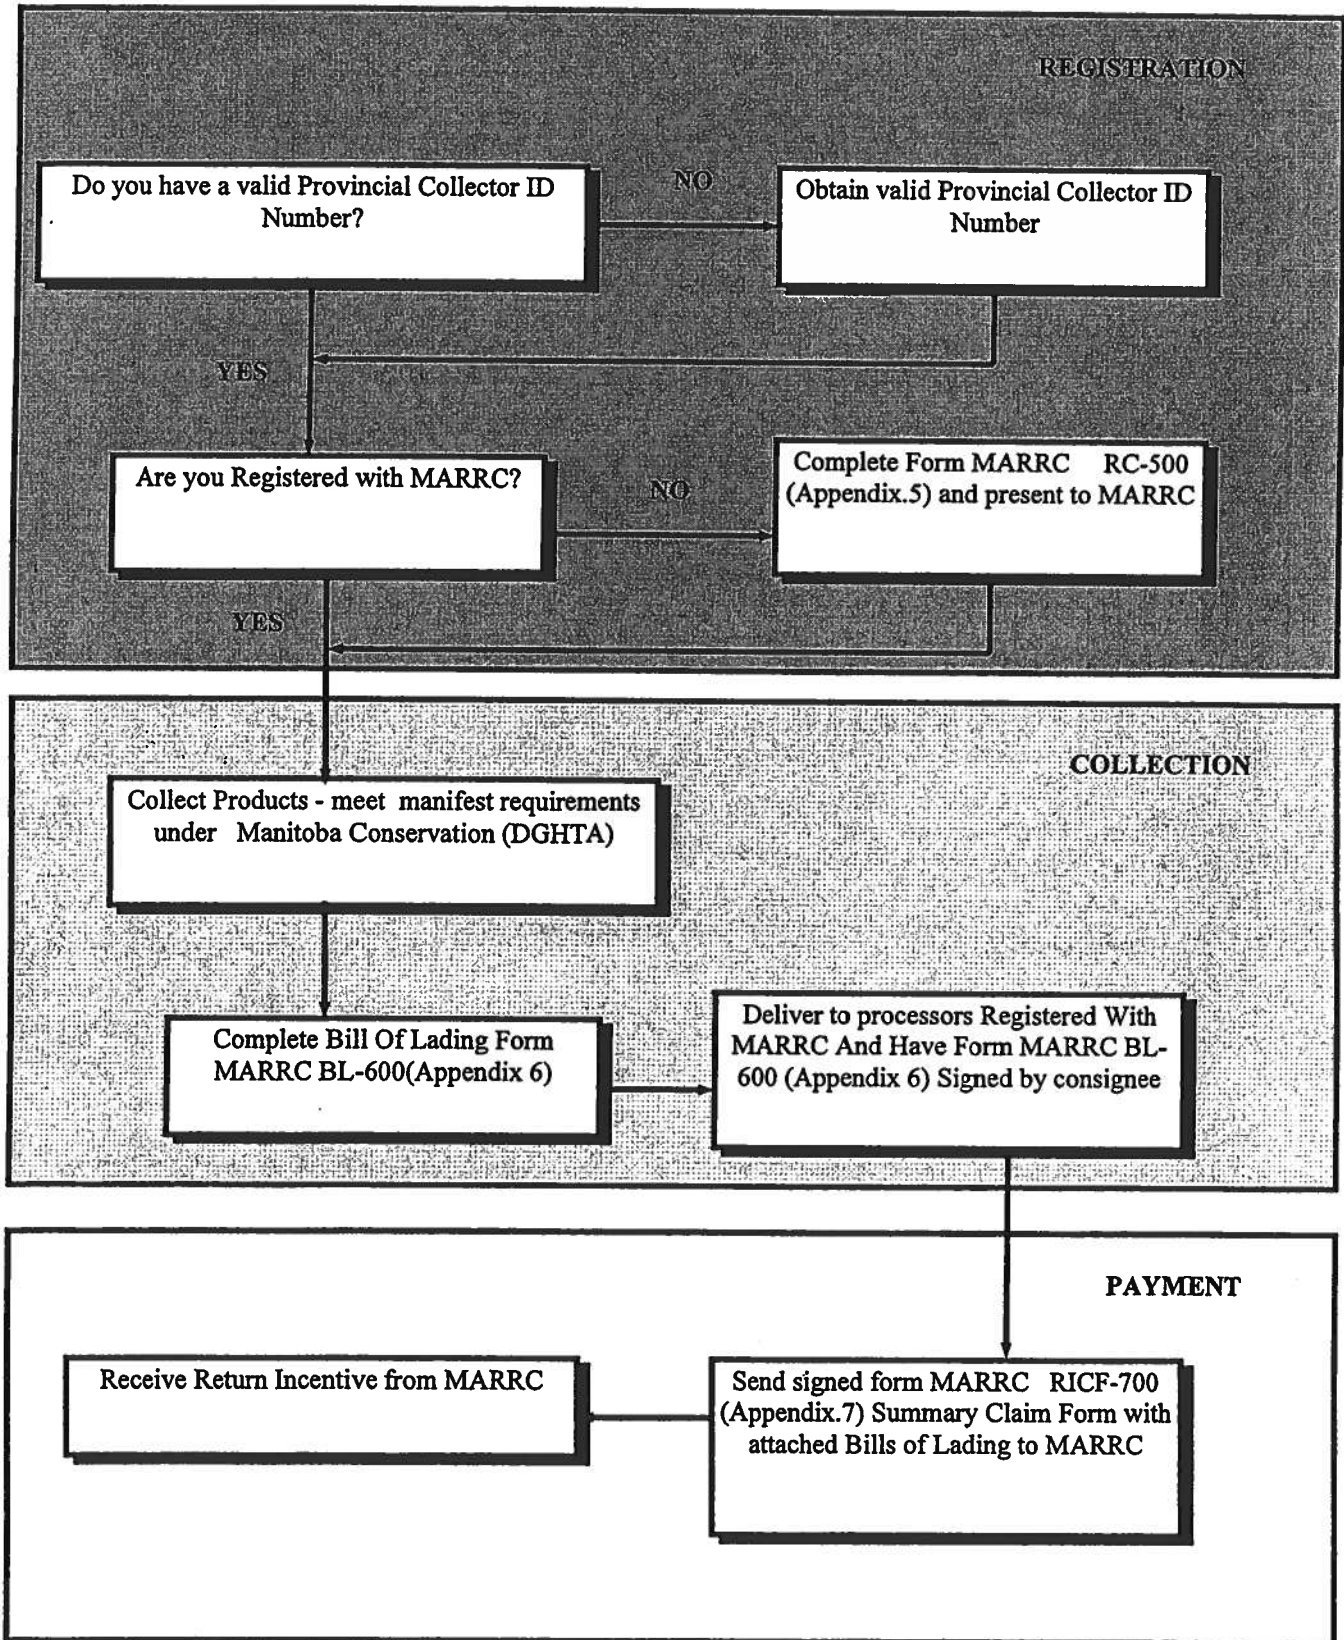 REGISTRATION
Do you have a valid Provincial Collector ID
Number?
NO
Obtain valid Provincial Collector ID
Number
YES
Are you Registered with MARRC?
NO
Complete Form MARRC RC-500
(Appendix.5) and present to MARRC
YES
COLLECTION
Collect Products - meet manifest requirements
under Manitoba Conservation (DGHTA)
Complete Bill Of Lading Form
MARRC BL-600(Appendix 6)
Deliver to processors Registered With
MARRC And Have Form MARRC BL-
600 (Appendix 6) Signed by consignee
PAYMENT
Receive Return Incentive from MARRC
Send signed form MARRC RICF-700
(Appendix.7) Summary Claim Form with
attached Bills of Lading to MARRC